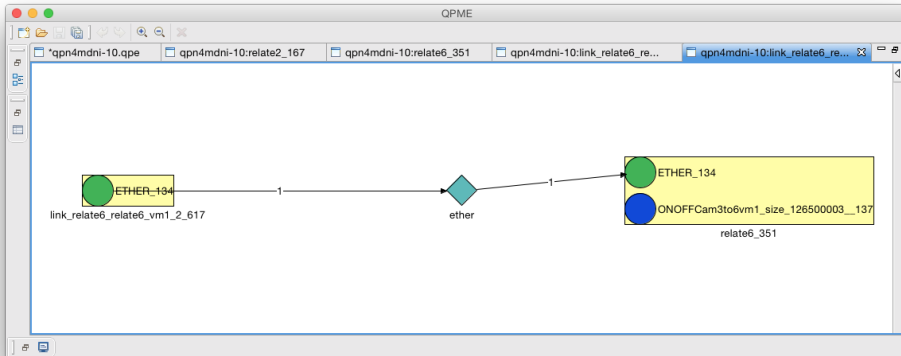 QPME
*qpn4mdni-10.qpe
qpn4mdni-10:relate2_167
qpn4mdni-10:relate6_351
qpn4mdni-10:link_relate6_re...
qpn4mdni-10:link_relate6_re...
ETHER_134
link_relate6_relate6_vm1_2_617
1
ether
1
ETHER_134
ONOFFCam3to6vm1_size_126500003__137
relate6_351